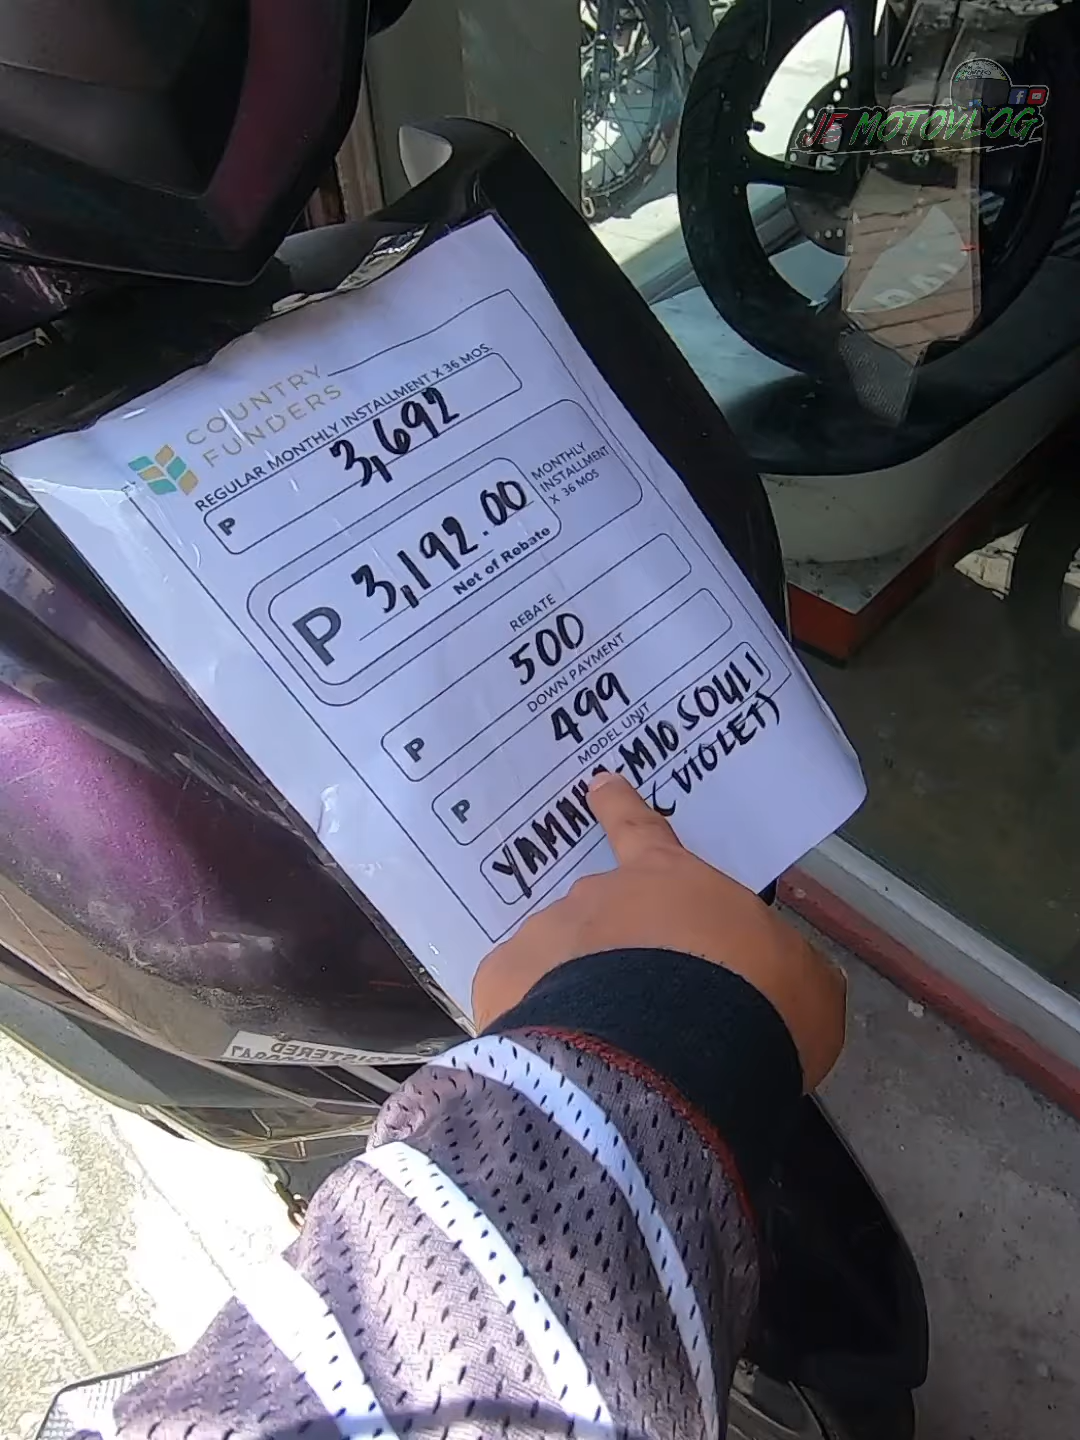 JE MOTOVLOG
COUNTRY
FUNDERS
REGULAR MONTHLY INSTALLMENT X 36 MOS.
P 3,692
P 3,192.00
Net of Rebate
MONTHLY
INSTALLMENT
X 36 MOS
REBATE
P 500
DOWN PAYMENT
P 499
MODEL UNIT
YAMAHA-MIO SOUL I
(VIOLET)
REGISTERED